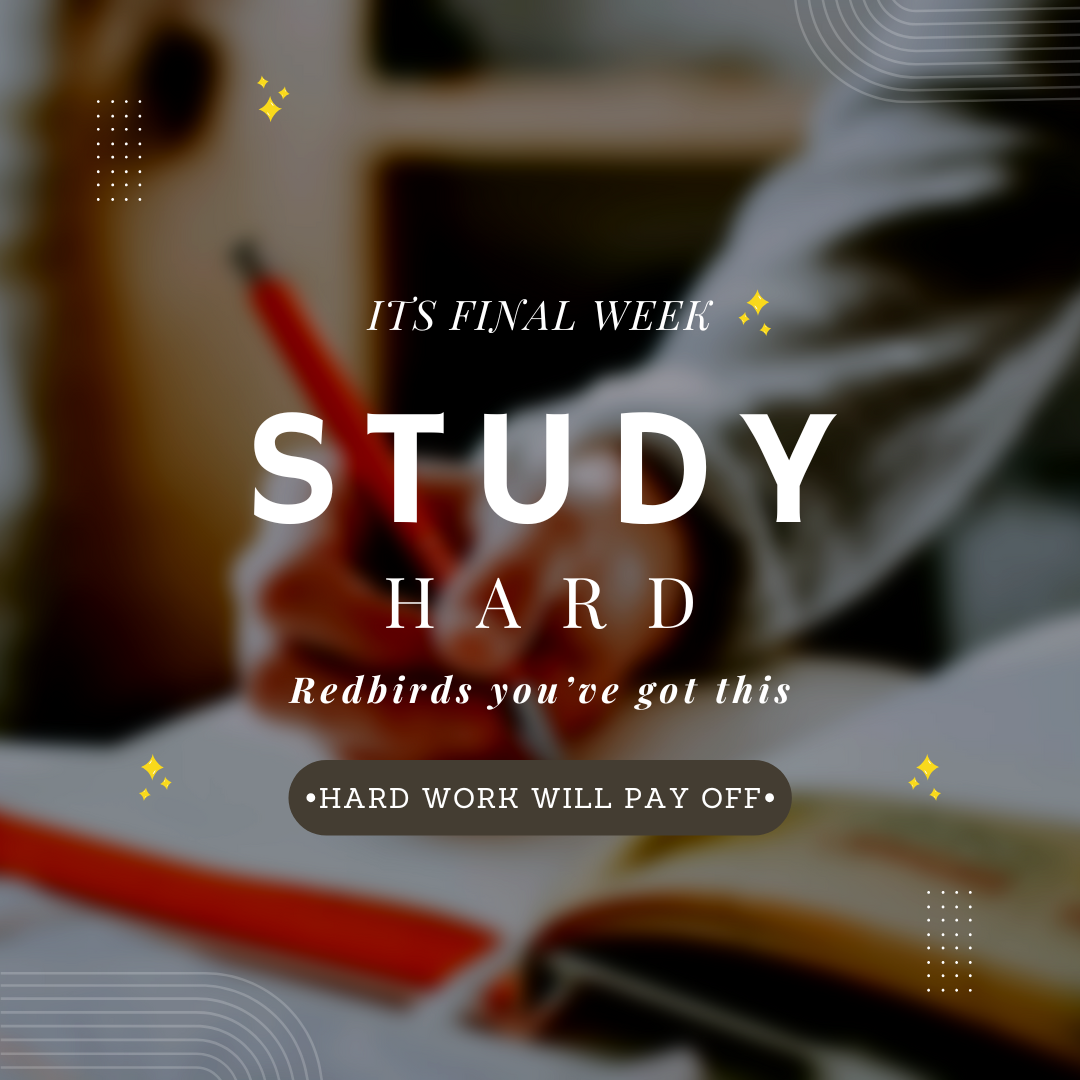 ITS FINAL WEEK
STUDY
HARD
Redbirds you’ve got this
•HARD WORK WILL PAY OFF•